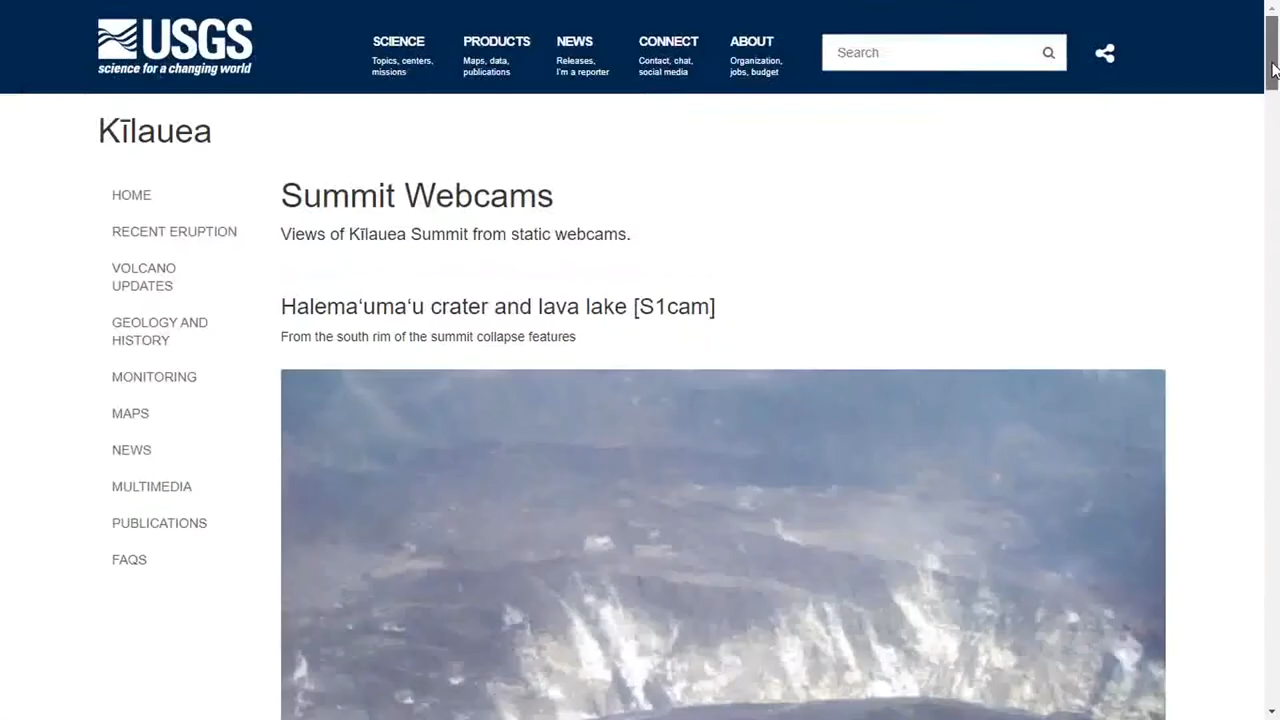 USGS
science for a changing world
SCIENCE
Topics, centers,
missions
PRODUCTS
Maps, data,
publications
NEWS
Releases,
I'm a reporter
CONNECT
Contact, chat,
social media
ABOUT
Organization,
jobs, budget
Search
Kīlauea
HOME
RECENT ERUPTION
VOLCANO
UPDATES
GEOLOGY AND
HISTORY
MONITORING
MAPS
NEWS
MULTIMEDIA
PUBLICATIONS
FAQS
Summit Webcams
Views of Kīlauea Summit from static webcams.
Halemaʻumaʻu crater and lava lake [S1cam]
From the south rim of the summit collapse features